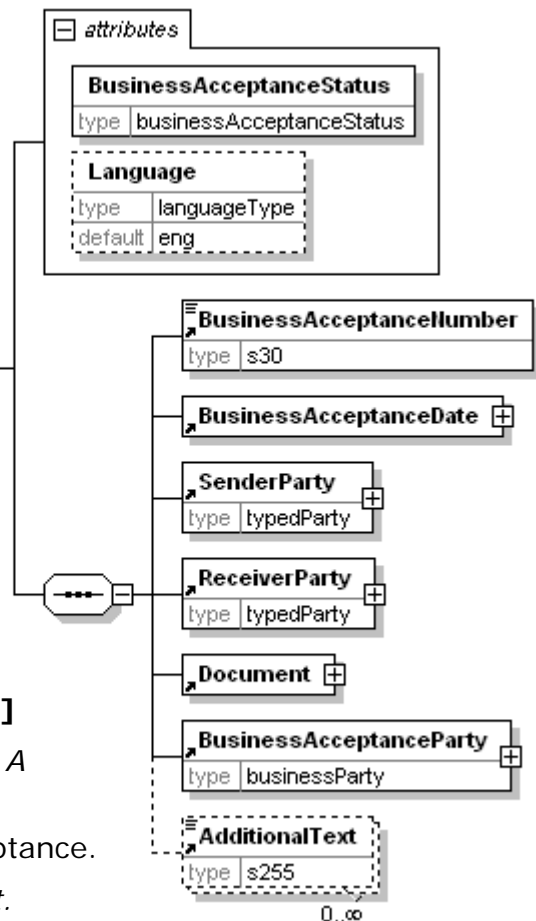 attributes
BusinessAcceptanceStatus
type businessAcceptanceStatus
Language
type languageType
default eng
BusinessAcceptanceNumber
type s30
BusinessAcceptanceDate
SenderParty
type typedParty
ReceiverParty
type typedParty
Document
]
BusinessAcceptanceParty
A
type businessParty
ptance.
AdditionalText
type s255
t.
0..∞